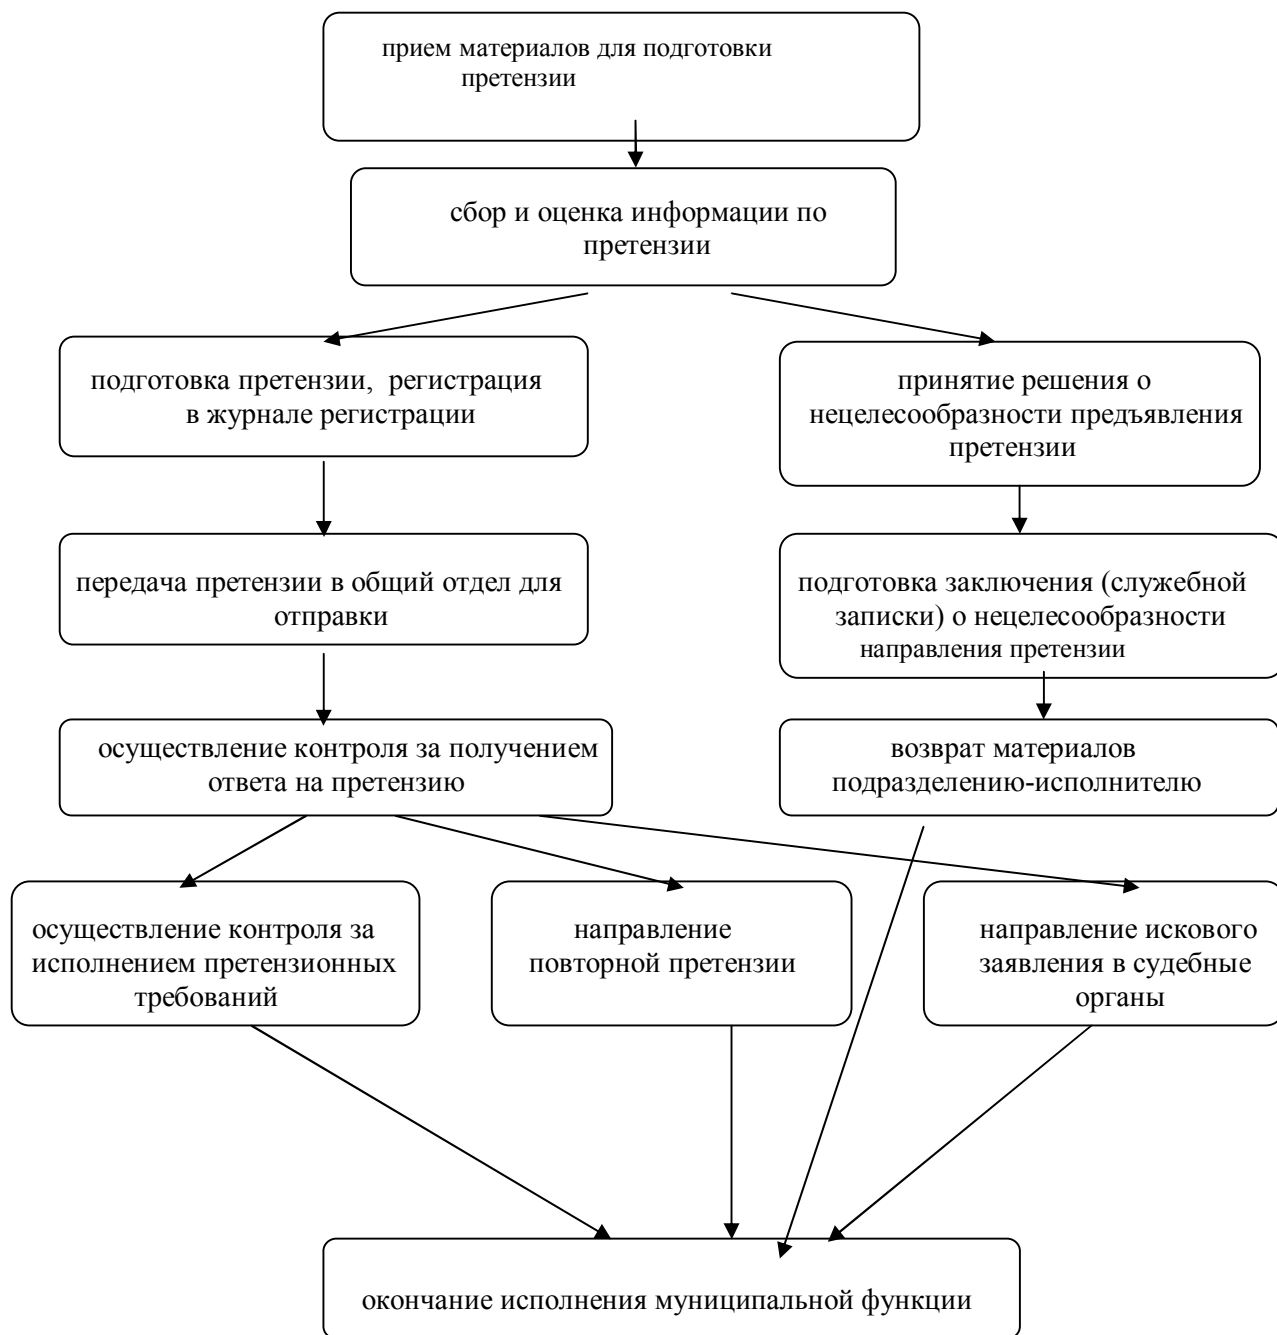 прием материалов для подготовки
претензии
сбор и оценка информации по
претензии
подготовка претензии, регистрация
в журнале регистрации
принятие решения о
нецелесообразности предъявления
претензии
передача претензии в общий отдел для
отправки
подготовка заключения (служебной
записки) о нецелесообразности
направления претензии
осуществление контроля за получением
ответа на претензию
возврат материалов
подразделению-исполнителю
осуществление контроля за
исполнением претензионных
требований
направление
повторной претензии
направление искового
заявления в судебные
органы
окончание исполнения муниципальной функции